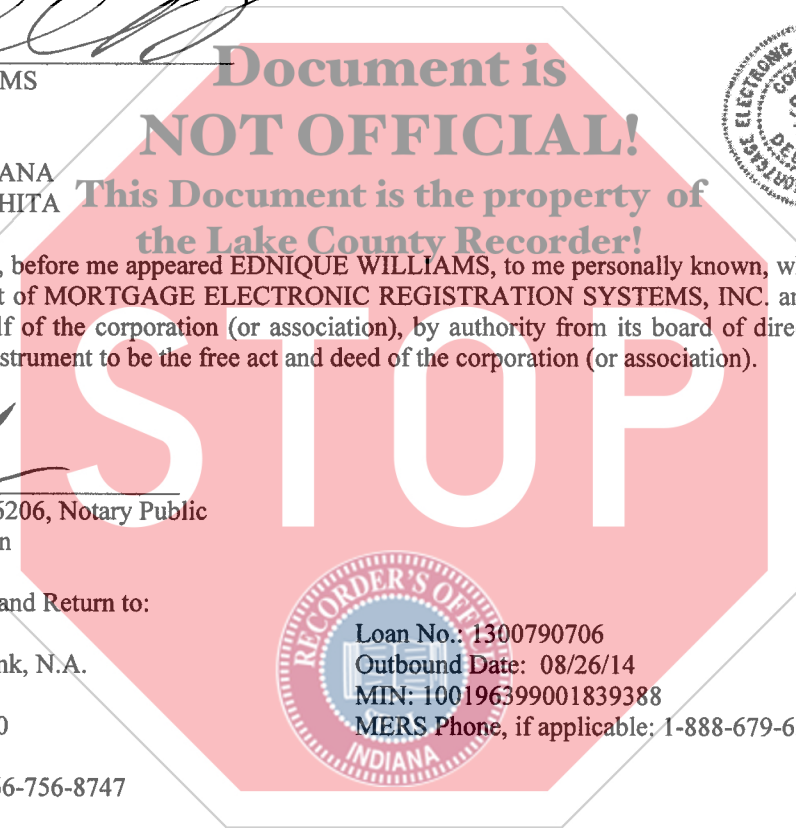 Document is
MS
NOT OFFICIAL!
ANA
HITA
This Document is the property of
the Lake County Recorder!
, before me appeared EDNIQUE WILLIAMS, to me personally known, w
t of MORTGAGE ELECTRONIC REGISTRATION SYSTEMS, INC. an
lf of the corporation (or association), by authority from its board of dire
strument to be the free act and deed of the corporation (or association).
STOP
6206, Notary Public
n
and Return to:
RECORDER'S OFFICE
Loan No.: 1300790706
nk, N.A.
Outbound Date: 08/26/14
MIN: 100196399001839388
0
MERS Phone, if applicable: 1-888-679-6
INDIANA
6-756-8747
MORTGAGE ELECTRONIC